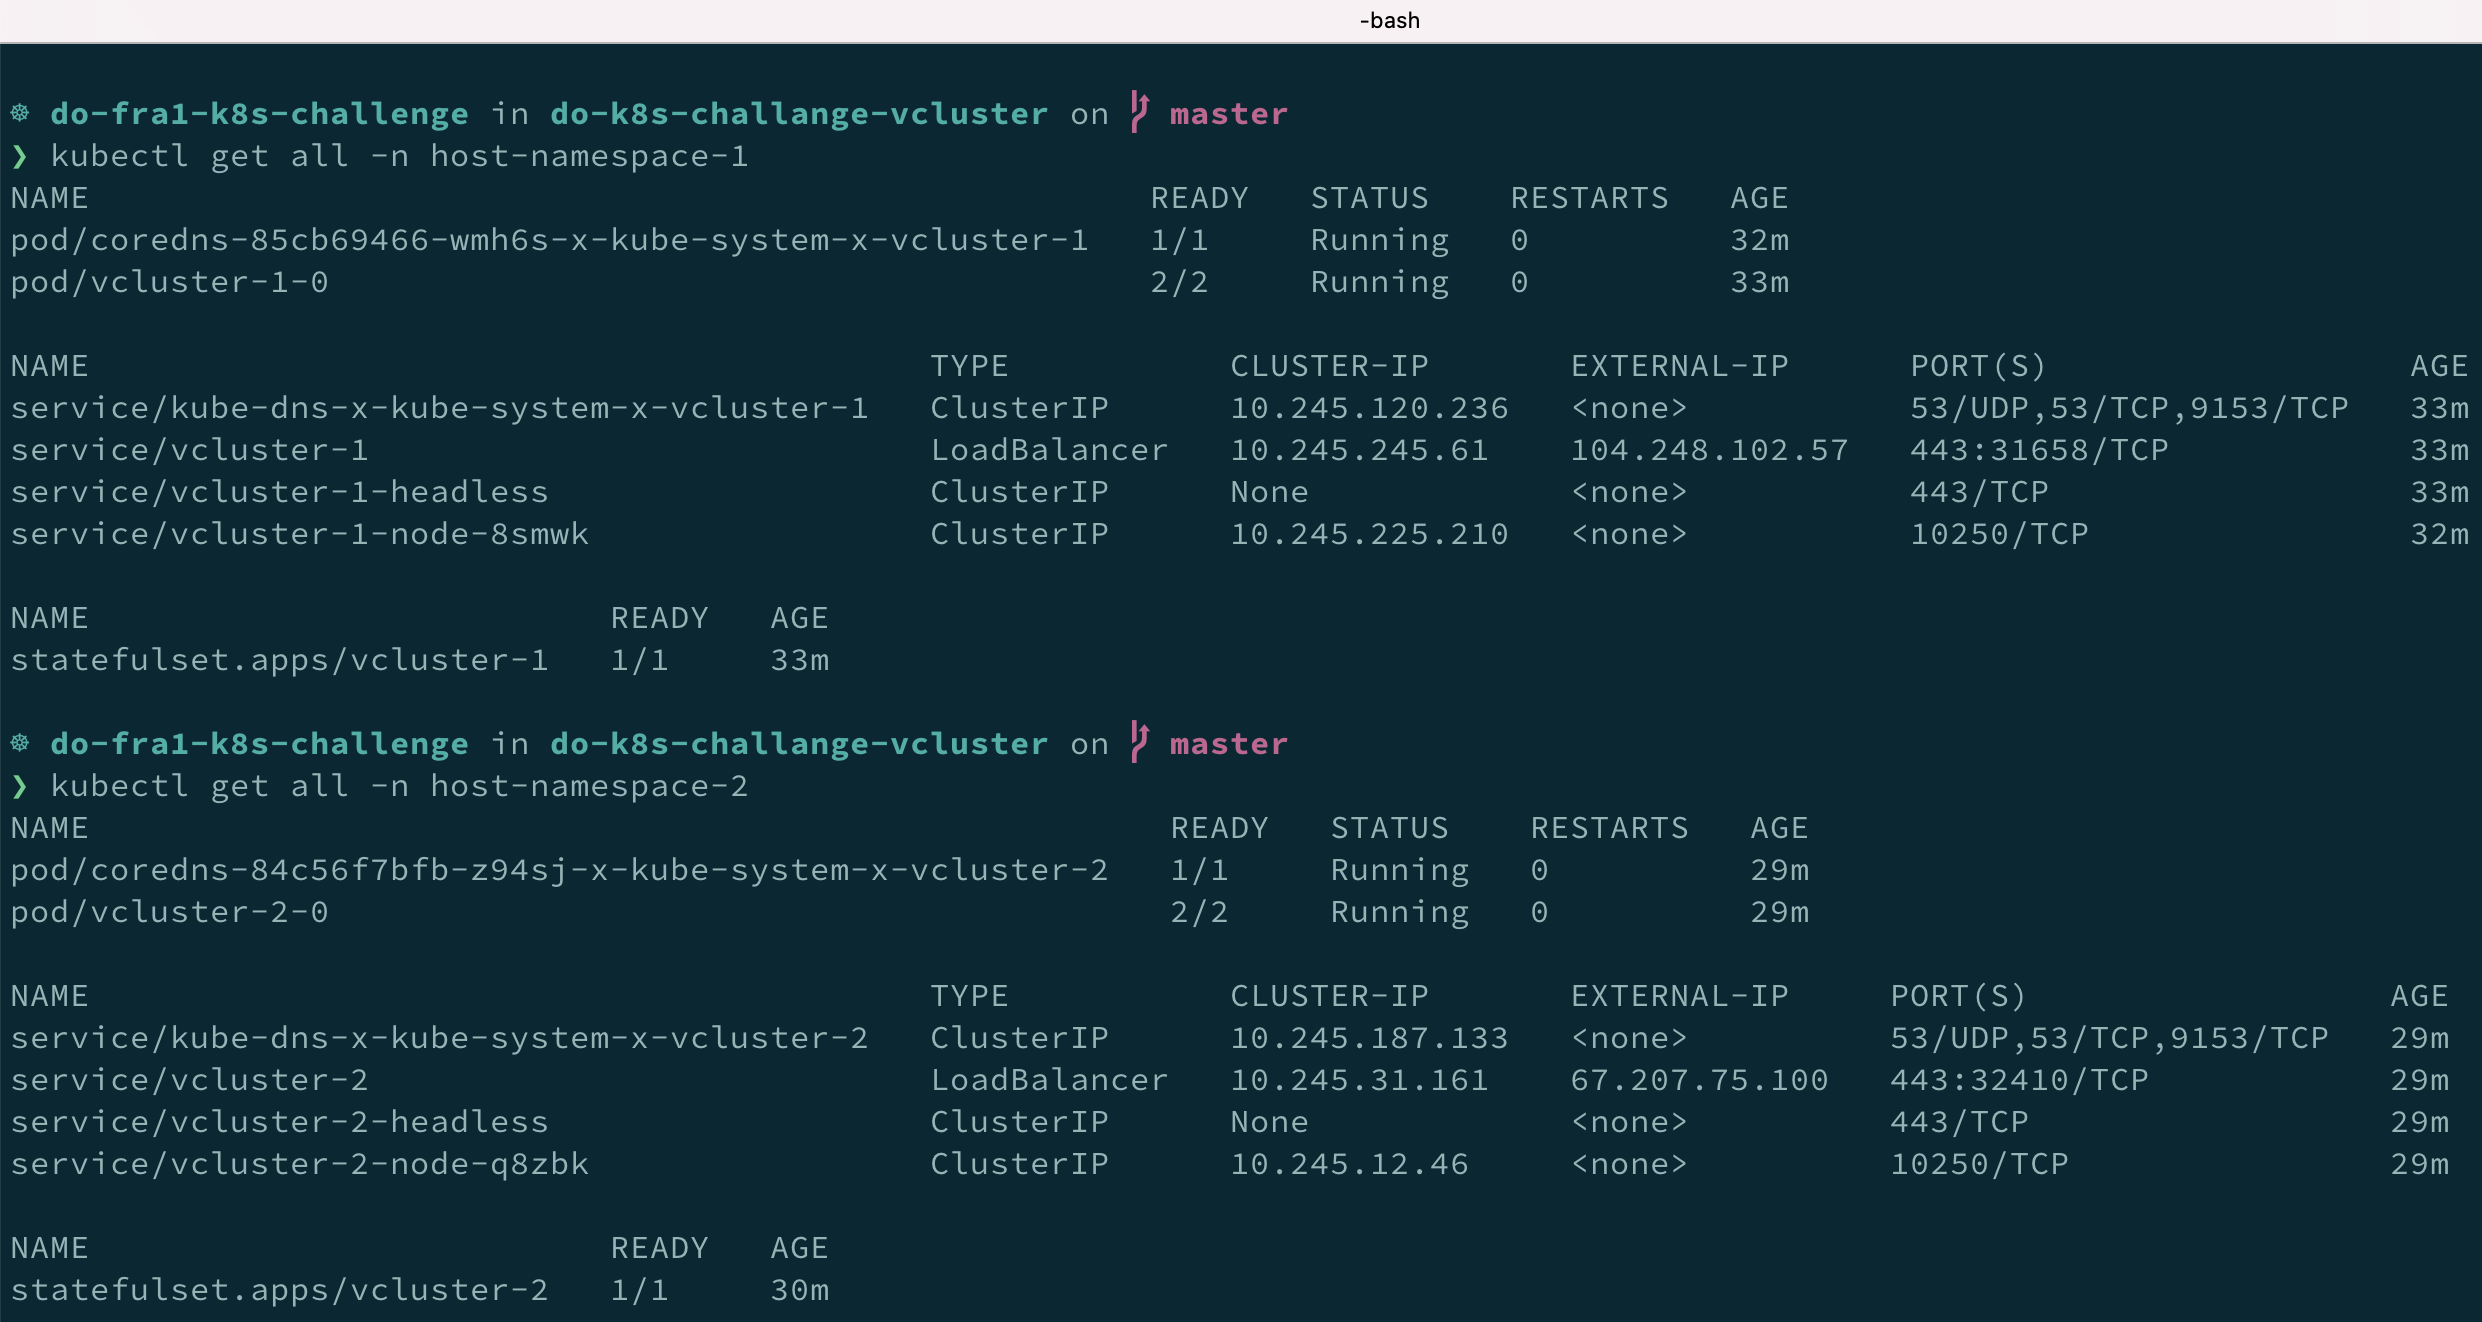 -bash
☸ do-fra1-k8s-challenge in do-k8s-challange-vcluster on master
❯ kubectl get all -n host-namespace-1
NAME READY STATUS RESTARTS AGE
pod/coredns-85cb69466-wmh6s-x-kube-system-x-vcluster-1 1/1 Running 0 32m
pod/vcluster-1-0 2/2 Running 0 33m
NAME TYPE CLUSTER-IP EXTERNAL-IP PORT(S) AGE
service/kube-dns-x-kube-system-x-vcluster-1 ClusterIP 10.245.120.236 <none> 53/UDP,53/TCP,9153/TCP 33m
service/vcluster-1 LoadBalancer 10.245.245.61 104.248.102.57 443:31658/TCP 33m
service/vcluster-1-headless ClusterIP None <none> 443/TCP 33m
service/vcluster-1-node-8smwk ClusterIP 10.245.225.210 <none> 10250/TCP 32m
NAME READY AGE
statefulset.apps/vcluster-1 1/1 33m
☸ do-fra1-k8s-challenge in do-k8s-challange-vcluster on master
❯ kubectl get all -n host-namespace-2
NAME READY STATUS RESTARTS AGE
pod/coredns-84c56f7bfb-z94sj-x-kube-system-x-vcluster-2 1/1 Running 0 29m
pod/vcluster-2-0 2/2 Running 0 29m
NAME TYPE CLUSTER-IP EXTERNAL-IP PORT(S) AGE
service/kube-dns-x-kube-system-x-vcluster-2 ClusterIP 10.245.187.133 <none> 53/UDP,53/TCP,9153/TCP 29m
service/vcluster-2 LoadBalancer 10.245.31.161 67.207.75.100 443:32410/TCP 29m
service/vcluster-2-headless ClusterIP None <none> 443/TCP 29m
service/vcluster-2-node-q8zbk ClusterIP 10.245.12.46 <none> 10250/TCP 29m
NAME READY AGE
statefulset.apps/vcluster-2 1/1 30m